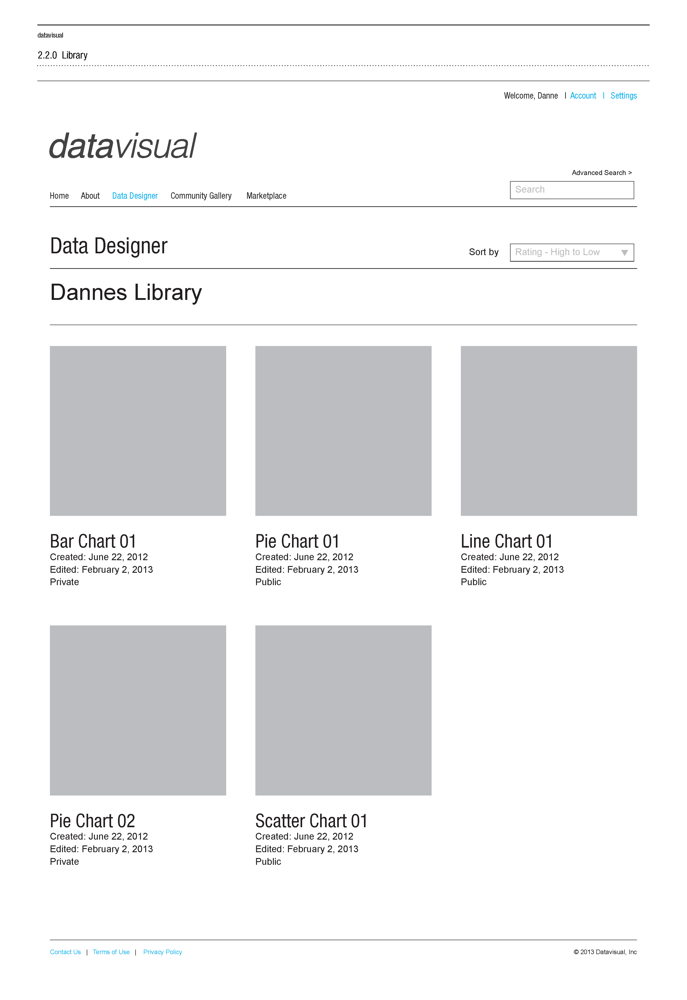 datavisual
2.2.0 Library
Welcome, Danne | Account | Settings
datavisual
Advanced Search >
Search
Home About Data Designer Community Gallery Marketplace
Data Designer
Sort by Rating - High to Low
Dannes Library
Bar Chart 01
Created: June 22, 2012
Edited: February 2, 2013
Private
Pie Chart 01
Created: June 22, 2012
Edited: February 2, 2013
Public
Line Chart 01
Created: June 22, 2012
Edited: February 2, 2013
Public
Pie Chart 02
Created: June 22, 2012
Edited: February 2, 2013
Private
Scatter Chart 01
Created: June 22, 2012
Edited: February 2, 2013
Public
Contact Us | Terms of Use | Privacy Policy
© 2013 Datavisual, Inc